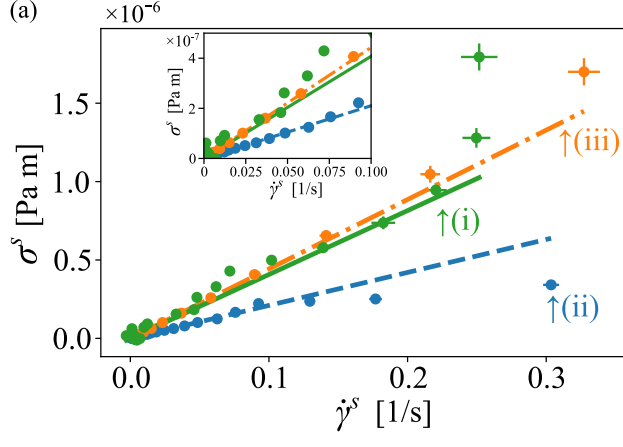 (a)
×10⁻⁶
1.5
1.0
0.5
0.0
σˢ [Pa m]
0.0 0.1 0.2 0.3
γ̇ˢ [1/s]
↑(iii)
↑(i)
↑(ii)
×10⁻⁷
4
2
0
σˢ [Pa m]
0 0.025 0.050 0.075 0.100
γ̇ˢ [1/s]